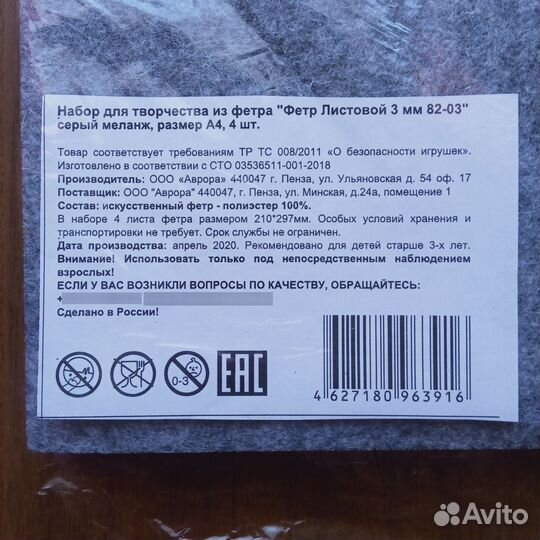 Набор для творчества из фетра "Фетр Листовой 3 мм 82-03"
серый меланж, размер А4, 4 шт.
Товар соответствует требованиям ТР ТС 008/2011 «О безопасности игрушек».
Изготовлено в соответствии с СТО 03536511-001-2018
Производитель: ООО «Аврора» 440047 г. Пенза, ул. Ульяновская д. 54 оф. 17
Поставщик: ООО "Аврора" 440047, г. Пенза, ул. Минская, д.24а, помещение 1
Состав: искусственный фетр - полиэстер 100%.
В наборе 4 листа фетра размером 210*297мм. Особых условий хранения и
транспортировки не требует. Срок службы не ограничен.
Дата производства: апрель 2020. Рекомендовано для детей старше 3-х лет.
Внимание! Использовать только под непосредственным наблюдением
взрослых!
ЕСЛИ У ВАС ВОЗНИКЛИ ВОПРОСЫ ПО КАЧЕСТВУ, ОБРАЩАЙТЕСЬ:
+
Сделано в России!
0-3
EAC
4 627180 963916
Avito